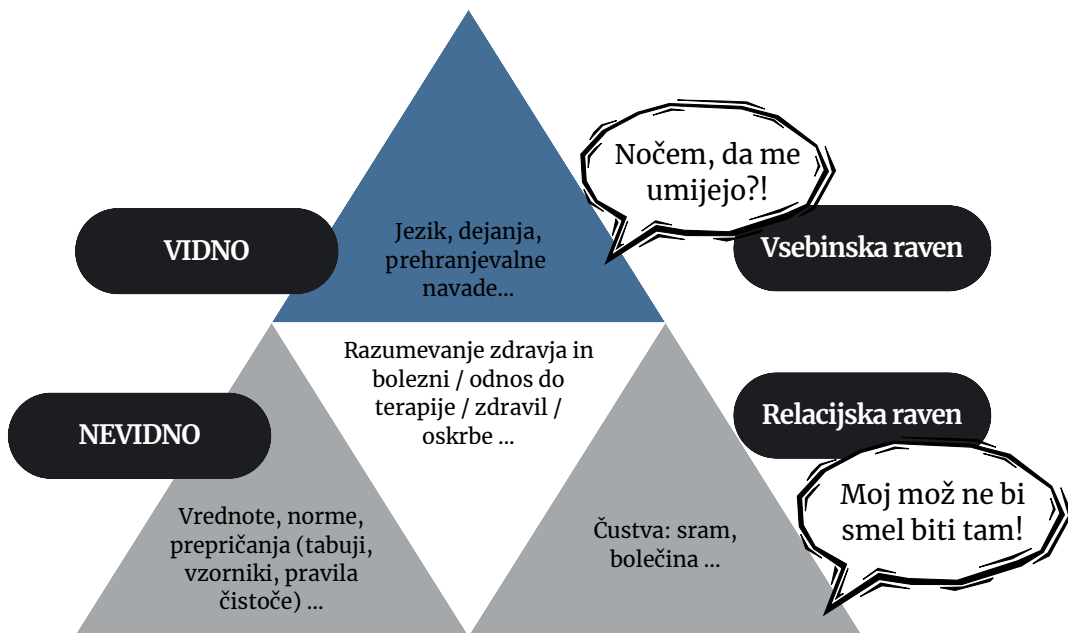 Nočem, da me
umijejo?!
VIDNO
Jezik, dejanja,
prehranjevalne
navade...
Vsebinska raven
Razumevanje zdravja in
bolezni / odnos do
terapije / zdravil /
oskrbe ...
NEVIDNO
Relacijska raven
Vrednote, norme,
prepričanja (tabuji,
vzorniki, pravila
čistoče) ...
Čustva: sram,
bolečina ...
Moj mož ne bi
smel biti tam!